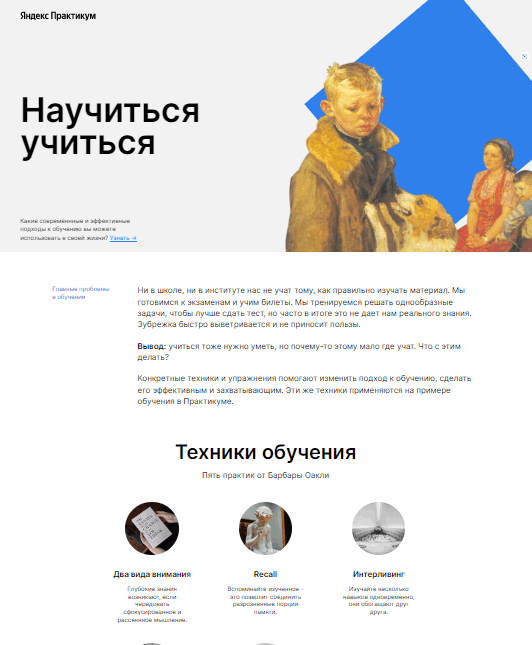 Яндекс Практикум
Научиться
учиться
Какие современнные и эффективные
подходы к обучению вы можете
использовать в своей жизни? Узнать →
Главные проблемы
в обучении
Ни в школе, ни в институте нас не учат тому, как правильно изучать материал. Мы
готовимся к экзаменам и учим билеты. Мы тренируемся решать однообразные
задачи, чтобы лучше сдать тест, но часто в итоге это не дает нам реального знания.
Зубрежка быстро выветривается и не приносит пользы.
Вывод: учиться тоже нужно уметь, но почему-то этому мало где учат. Что с этим
делать?
Конкретные техники и упражнения помогают изменить подход к обучению, сделать
его эффективным и захватывающим. Эти же техники применяются на примере
обучения в Практикуме.
Техники обучения
Пять практик от Барбары Оакли
Два вида внимания
Глубокие знания
возникают, если
чередовать
сфокусированное и
рассеянное мышление.
Recall
Вспоминайте изученное -
это позволит соединить
разрозненные порции
памяти.
Интерливинг
Изучайте несколько
навыков одновременно,
они обогащают друг
друга.